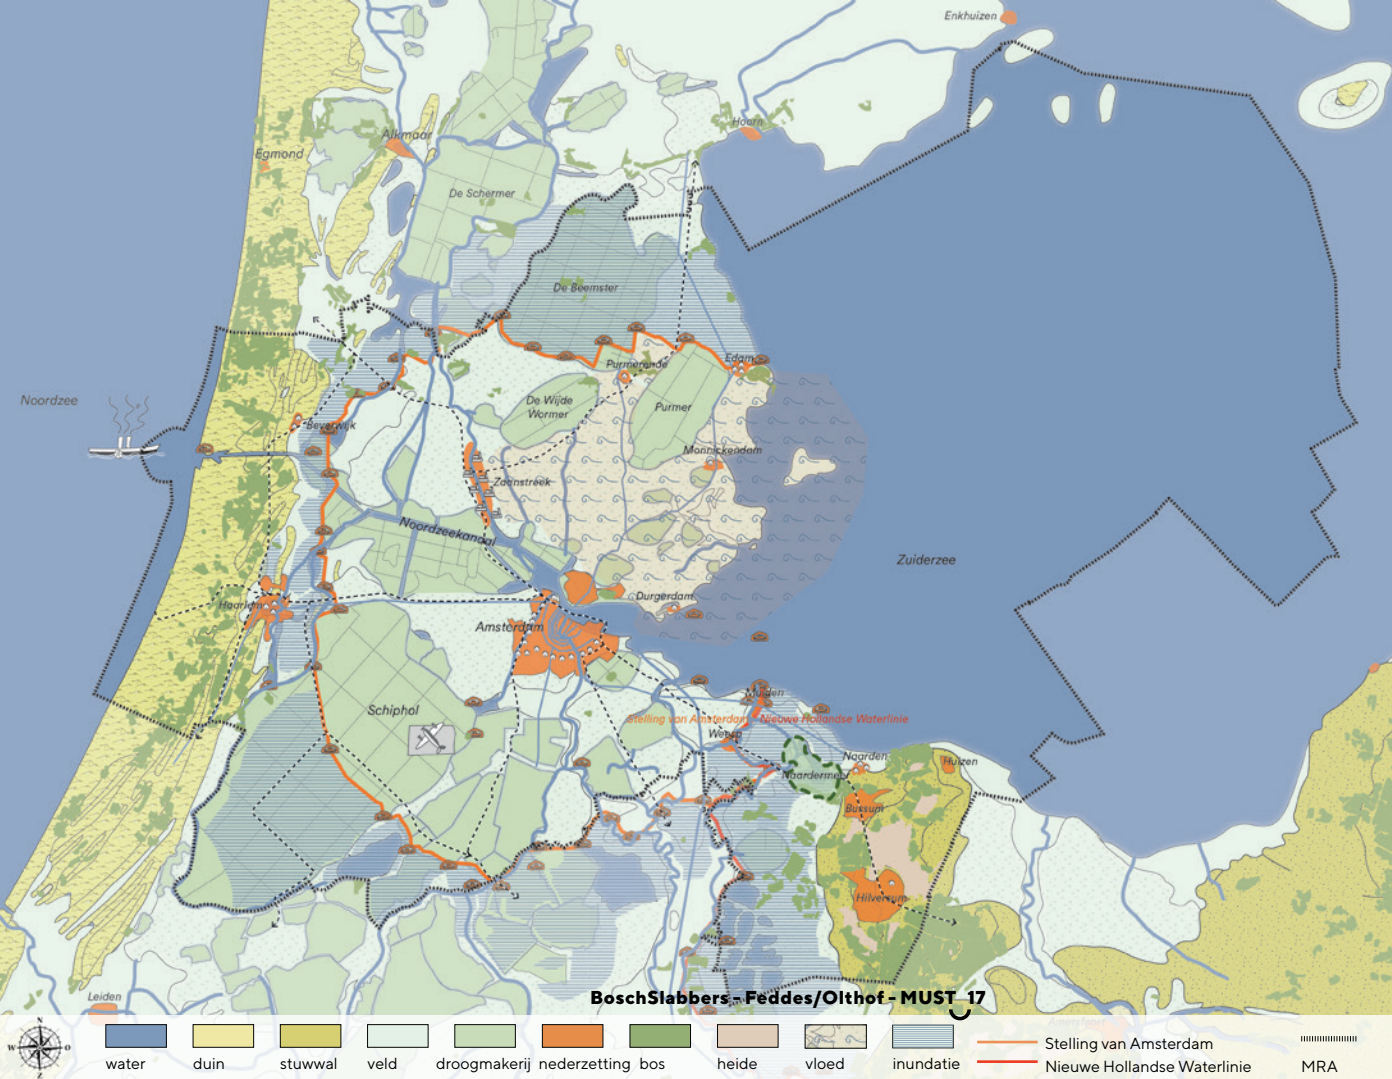 Enkhuizen
Hoorn
Alkmaar
Egmond
De Schermer
De Beemster
Edam
Purmerende
Noordzee
De Wijde
Wormer
Purmer
Beverwijk
Monnickendam
Zaanstreek
Noordzeekanaal
Zuiderzee
Durgerdam
Haarlem
Amsterdam
Muiden
Schiphol
Stelling van Amsterdam
Nieuwe Hollandse Waterlinie
Weesp
Naarden
Huizen
Naardermeer
Bussum
Hilversum
Leiden
BoschSlabbers - Feddes/Olthof - MUST 17
Amersfoort
N
W
O
Z
water
duin
stuwwal
veld
droogmakerij
nederzetting
bos
heide
vloed
inundatie
Stelling van Amsterdam
Nieuwe Hollandse Waterlinie
MRA